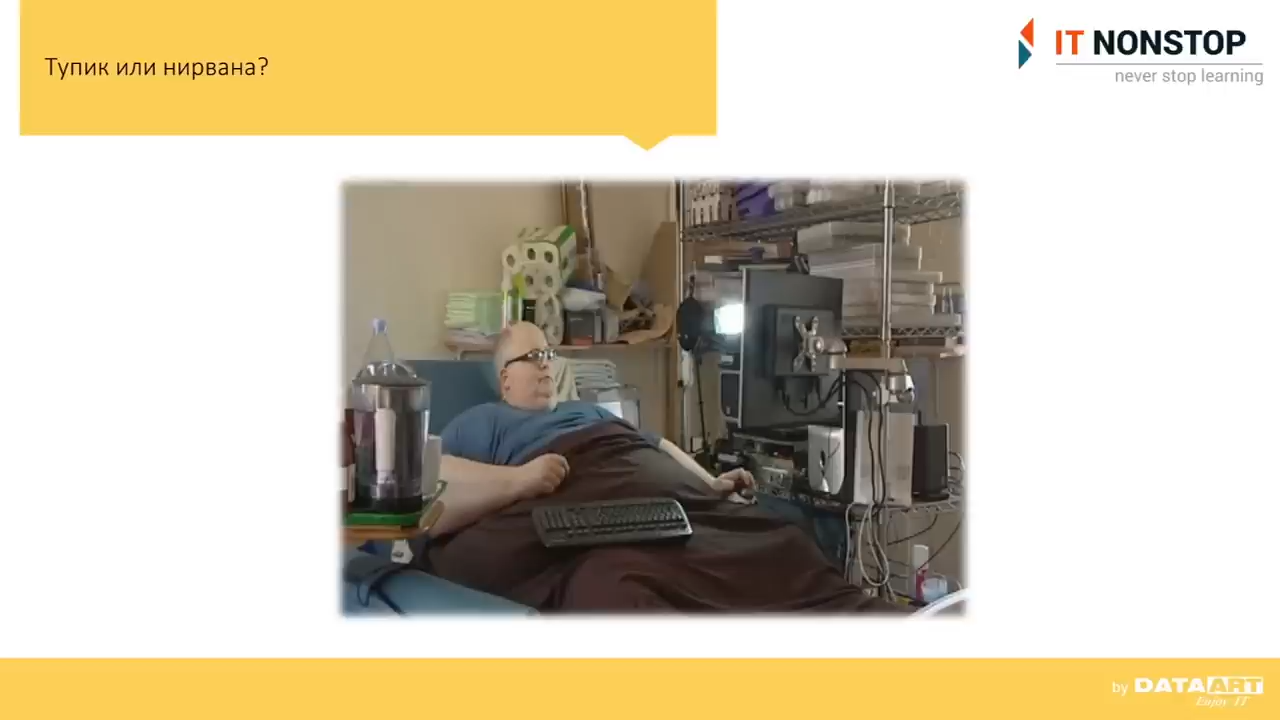 Тупик или нирвана?
IT NONSTOP
never stop learning
by DATAART
Enjoy IT